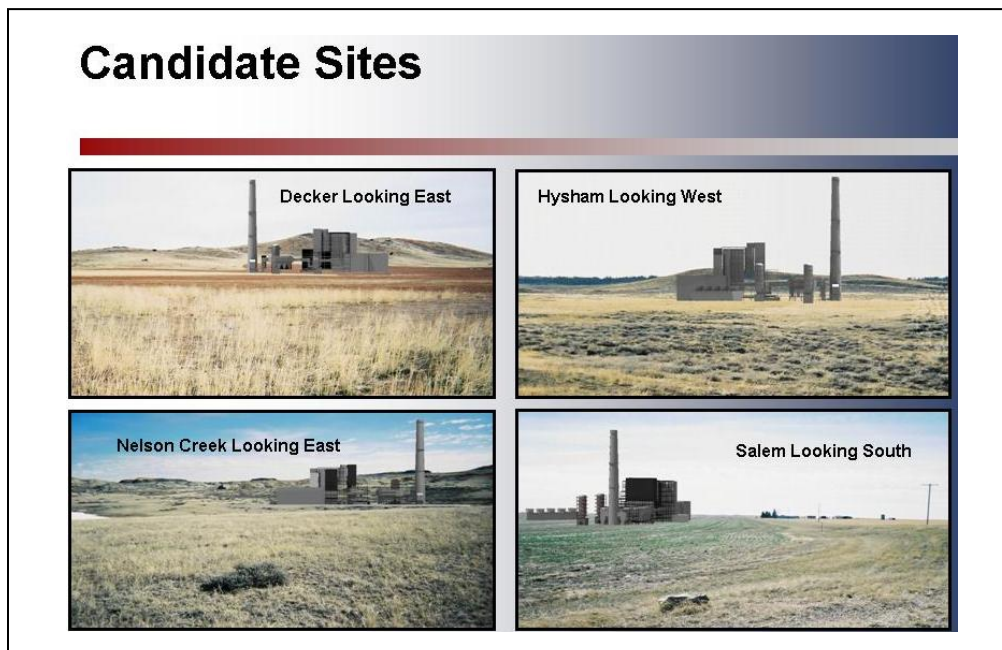 Candidate Sites
Decker Looking East
Hysham Looking West
Nelson Creek Looking East
Salem Looking South